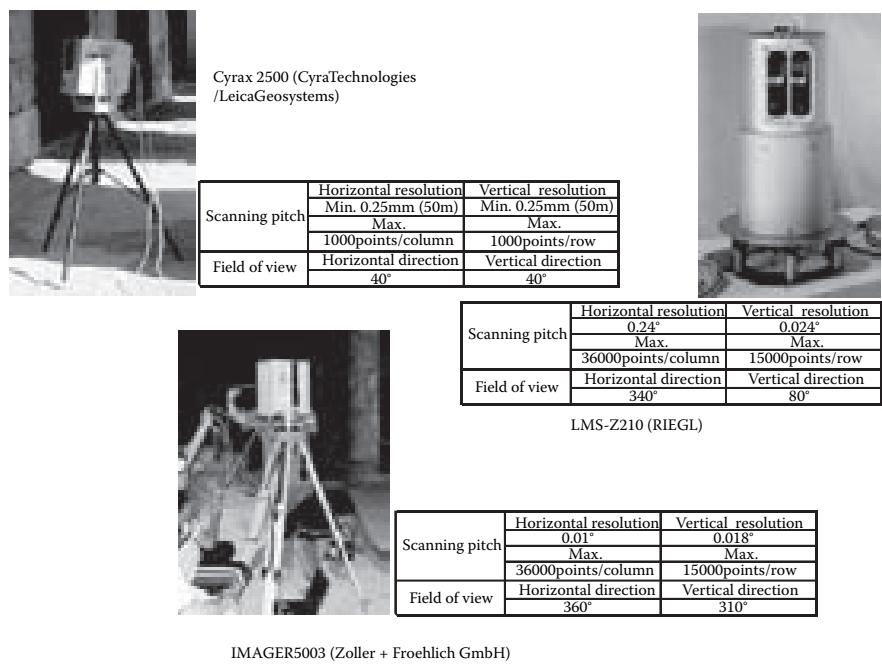 Cyrax 2500 (CyraTechnologies
/LeicaGeosystems)
Scanning pitch
Horizontal resolution Vertical resolution
Min. 0.25mm (50m) Min. 0.25mm (50m)
Max. Max.
1000points/column 1000points/row
Field of view
Horizontal direction Vertical direction
40° 40°
Scanning pitch
Horizontal resolution Vertical resolution
0.24° 0.024°
Max. Max.
36000points/column 15000points/row
Field of view
Horizontal direction Vertical direction
340° 80°
LMS-Z210 (RIEGL)
Scanning pitch
Horizontal resolution Vertical resolution
0.01° 0.018°
Max. Max.
36000points/column 15000points/row
Field of view
Horizontal direction Vertical direction
360° 310°
IMAGER5003 (Zoller + Froehlich GmbH)